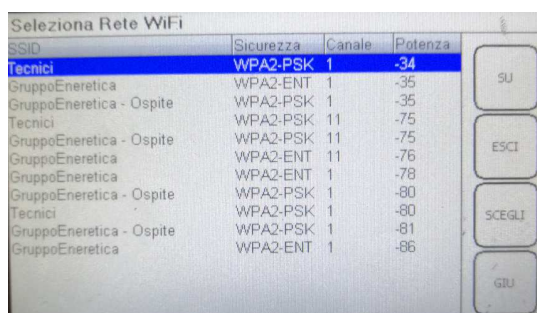 Seleziona Rete WiFi
SSID Sicurezza Canale Potenza
Tecnici WPA2-PSK 1 -34
GruppoEneretica WPA2-ENT 1 -35
GruppoEneretica - Ospite WPA2-PSK 1 -35
Tecnici WPA2-PSK 11 -75
GruppoEneretica - Ospite WPA2-PSK 11 -75
GruppoEneretica WPA2-ENT 11 -76
GruppoEneretica WPA2-ENT 1 -78
GruppoEneretica - Ospite WPA2-PSK 1 -80
Tecnici WPA2-PSK 1 -80
GruppoEneretica - Ospite WPA2-PSK 1 -81
GruppoEneretica WPA2-ENT 1 -86
SU
ESCI
SCEGLI
GIU